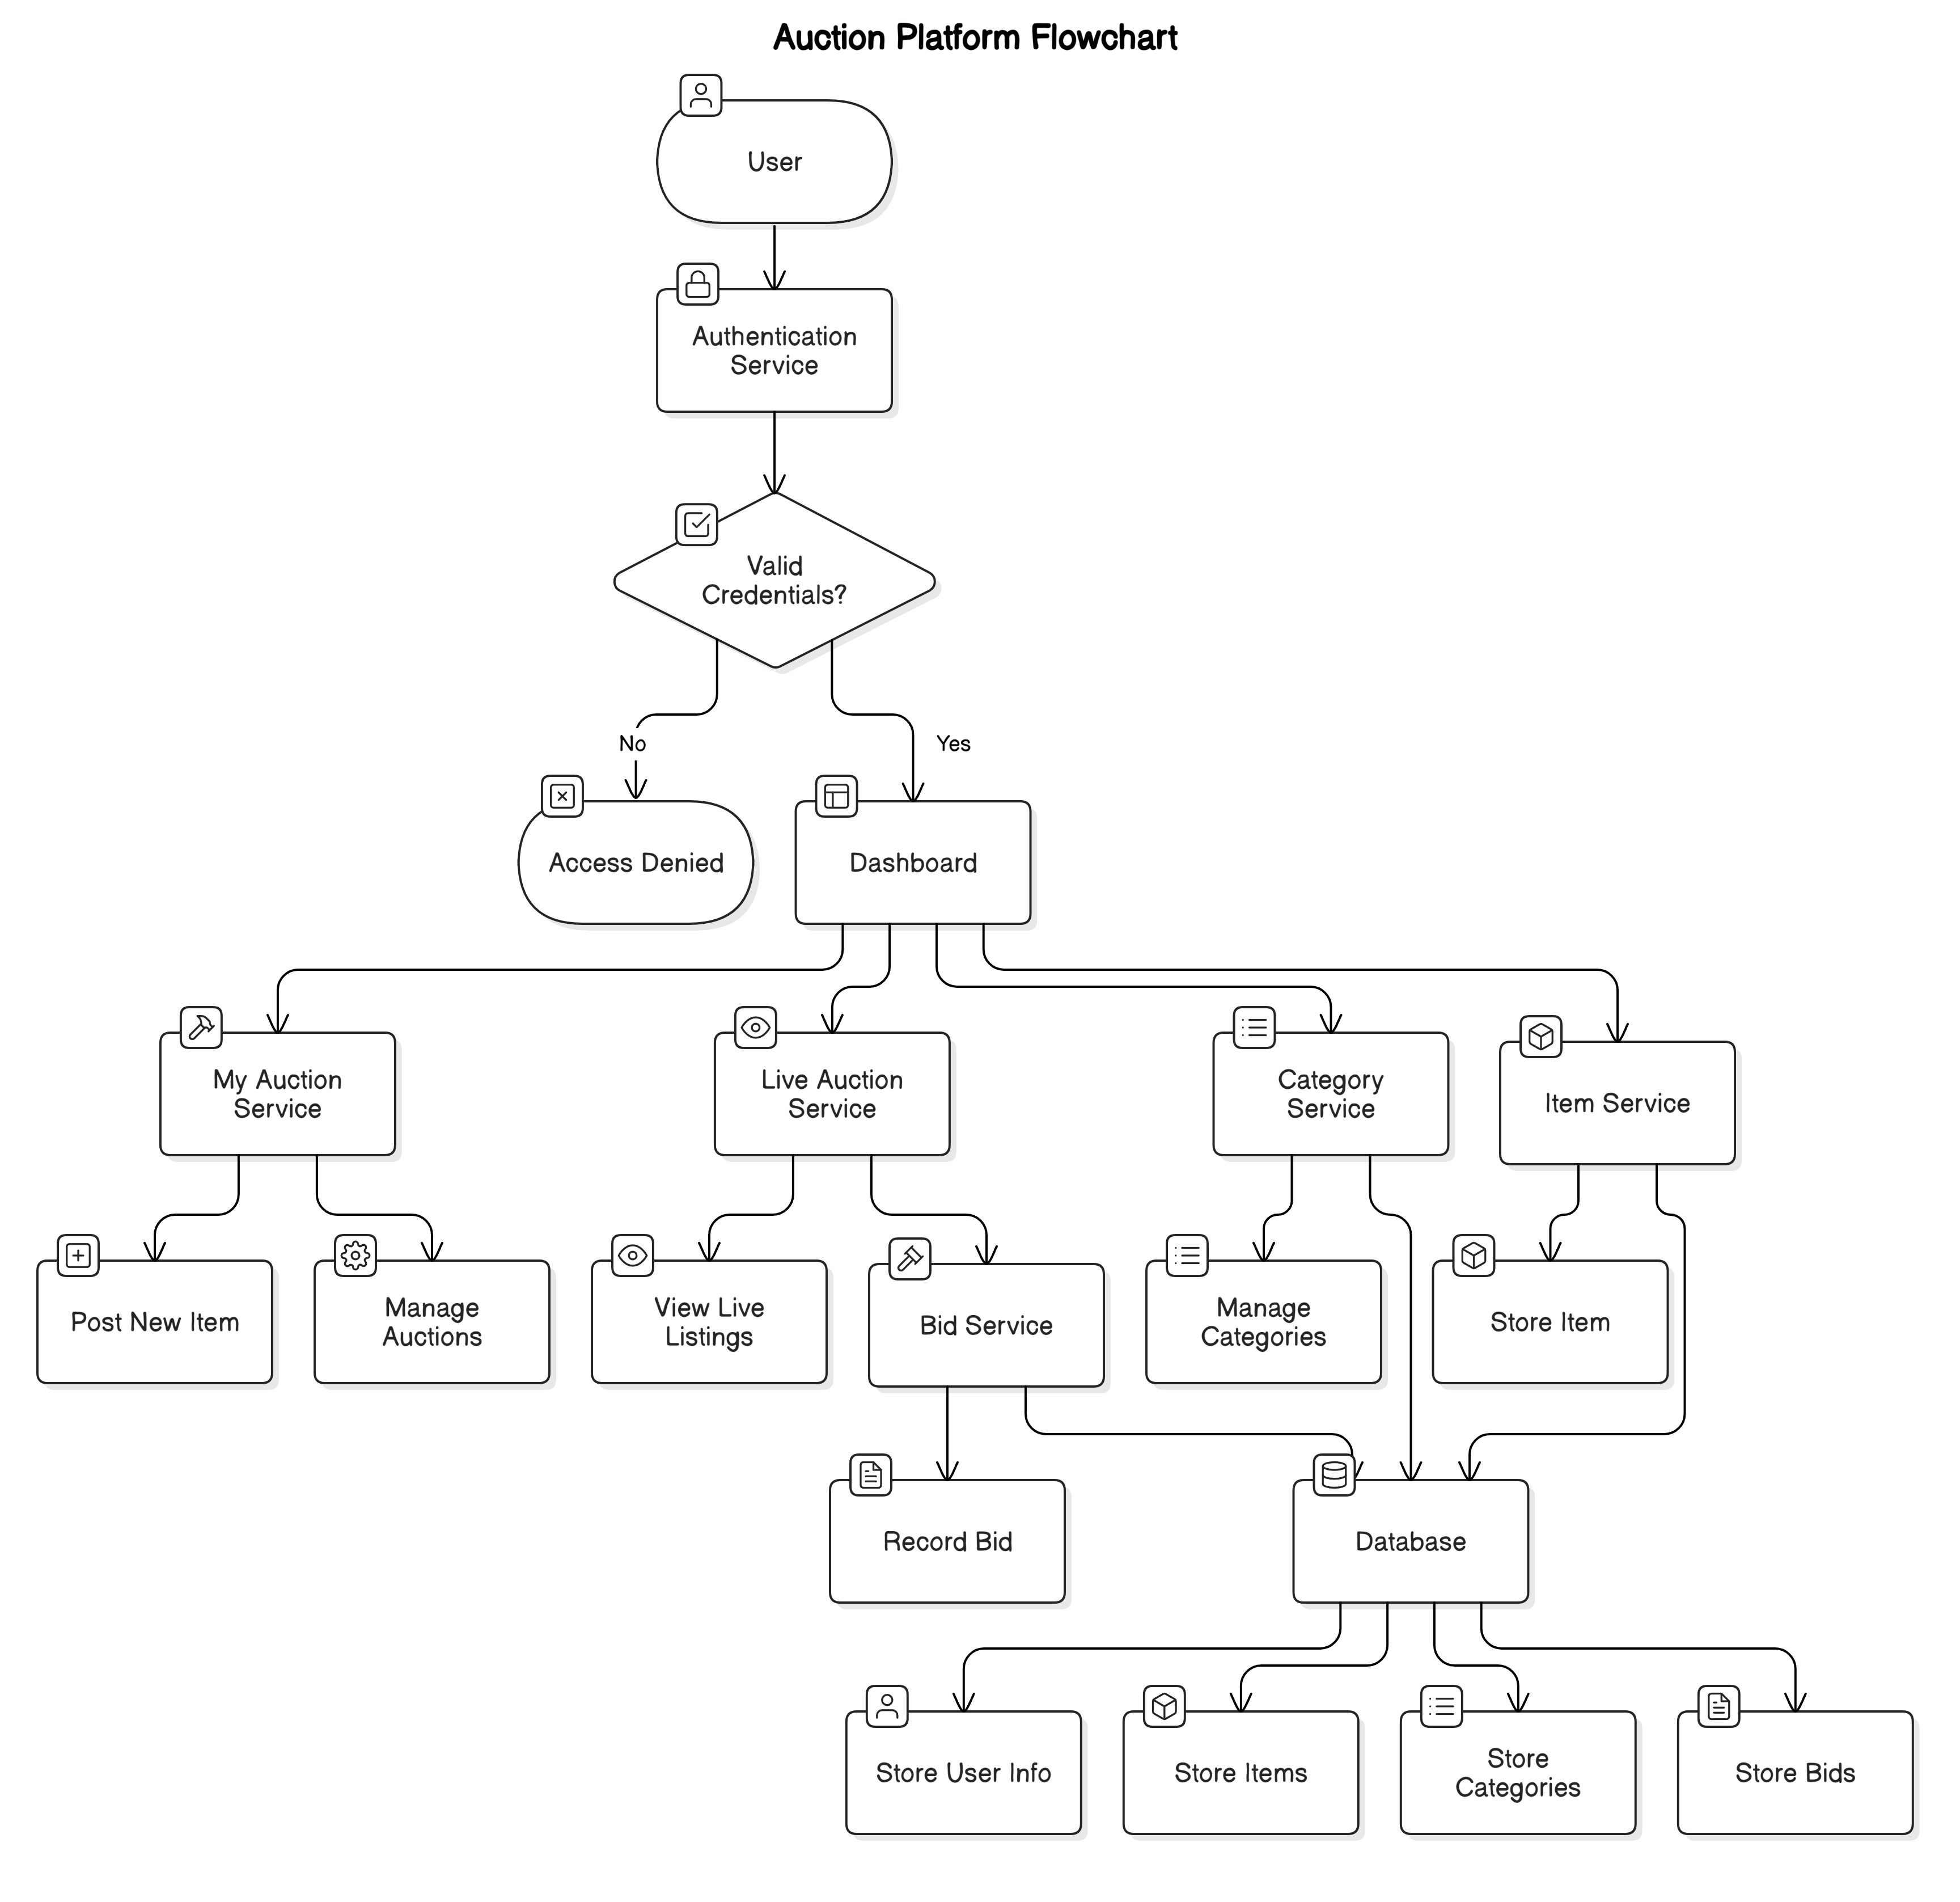 Auction Platform Flowchart
User
Authentication
Service
Valid
Credentials?
No
Yes
Access Denied
Dashboard
My Auction
Service
Live Auction
Service
Category
Service
Item Service
Post New Item
Manage
Auctions
View Live
Listings
Bid Service
Manage
Categories
Store Item
Record Bid
Database
Store User Info
Store Items
Store
Categories
Store Bids